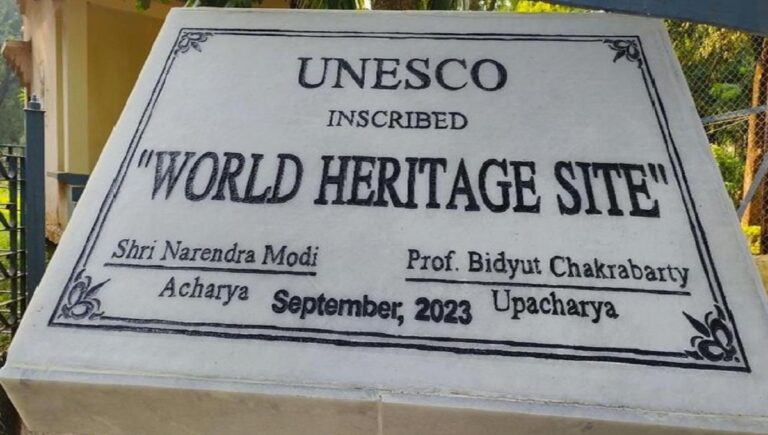 UNESCO
INSCRIBED
"WORLD HERITAGE SITE"
Shri Narendra Modi
Acharya
Prof. Bidyut Chakrabarty
Upacharya
September, 2023